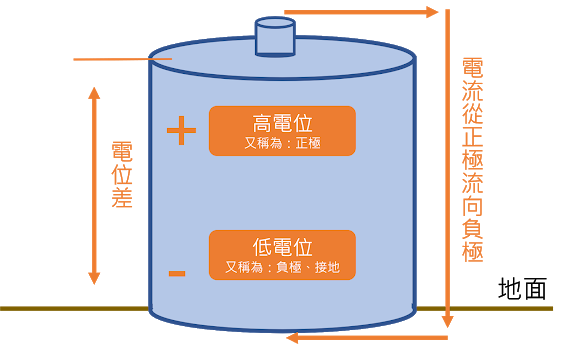 +
高電位
又稱為：正極
電位差
-
低電位
又稱為：負極、接地
電流從正極流向負極
地面